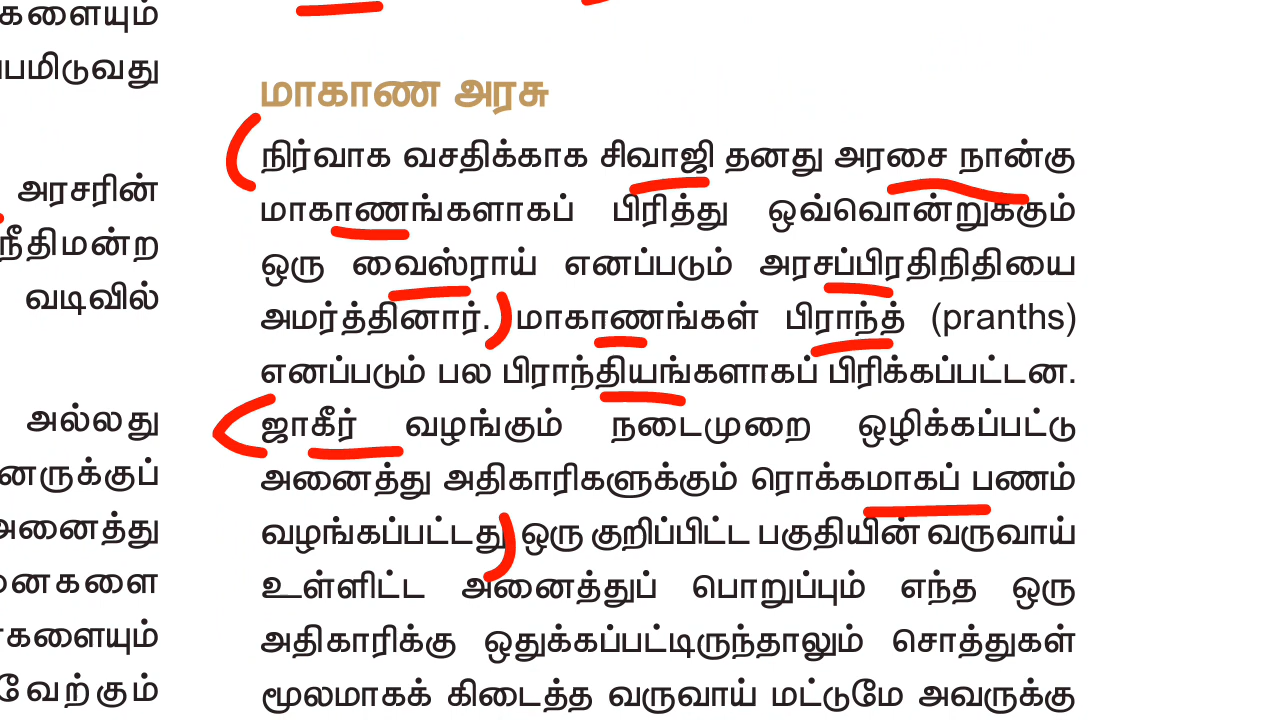 களையும்
பமிடுவது
அரசரின்
நீதிமன்ற
வடிவில்
அல்லது
னருக்குப்
அனைத்து
னைகளை
களையும்
வேற்கும்
மாகாண அரசு
நிர்வாக வசதிக்காக சிவாஜி தனது அரசை நான்கு
மாகாணங்களாகப் பிரித்து ஒவ்வொன்றுக்கும்
ஒரு வைஸ்ராய் எனப்படும் அரசப்பிரதிநிதியை
அமர்த்தினார். மாகாணங்கள் பிராந்த் (pranths)
எனப்படும் பல பிராந்தியங்களாகப் பிரிக்கப்பட்டன.
ஜாகீர் வழங்கும் நடைமுறை ஒழிக்கப்பட்டு
அனைத்து அதிகாரிகளுக்கும் ரொக்கமாகப் பணம்
வழங்கப்பட்டது ஒரு குறிப்பிட்ட பகுதியின் வருவாய்
உள்ளிட்ட அனைத்துப் பொறுப்பும் எந்த ஒரு
அதிகாரிக்கு ஒதுக்கப்பட்டிருந்தாலும் சொத்துகள்
மூலமாகக் கிடைத்த வருவாய் மட்டுமே அவருக்கு